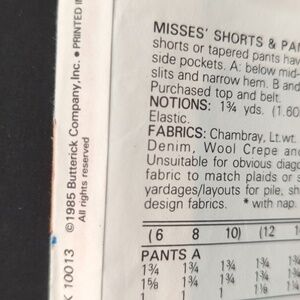 MISSES' SHORTS & PA
shorts or tapered pants hav
side pockets. A: below mid-
slits and narrow hem. B and
Purchased top and belt.
NOTIONS: 1¾ yds. (1.60
Elastic.
FABRICS: Chambray, Lt. wt.
Denim, Wool Crepe and
Unsuitable for obvious diago
fabric to match plaids or s
yardages/layouts for pile, sh
design fabrics. * with nap.
(6 8 10) (12
PANTS A
1¾ 1¾ 1¾ 1¾
1⅝ 1¾ 1¾ 1¾
1 1 1
©1985 Butterick Company, Inc. • PRINTED IN
All rights reserved
K 10013